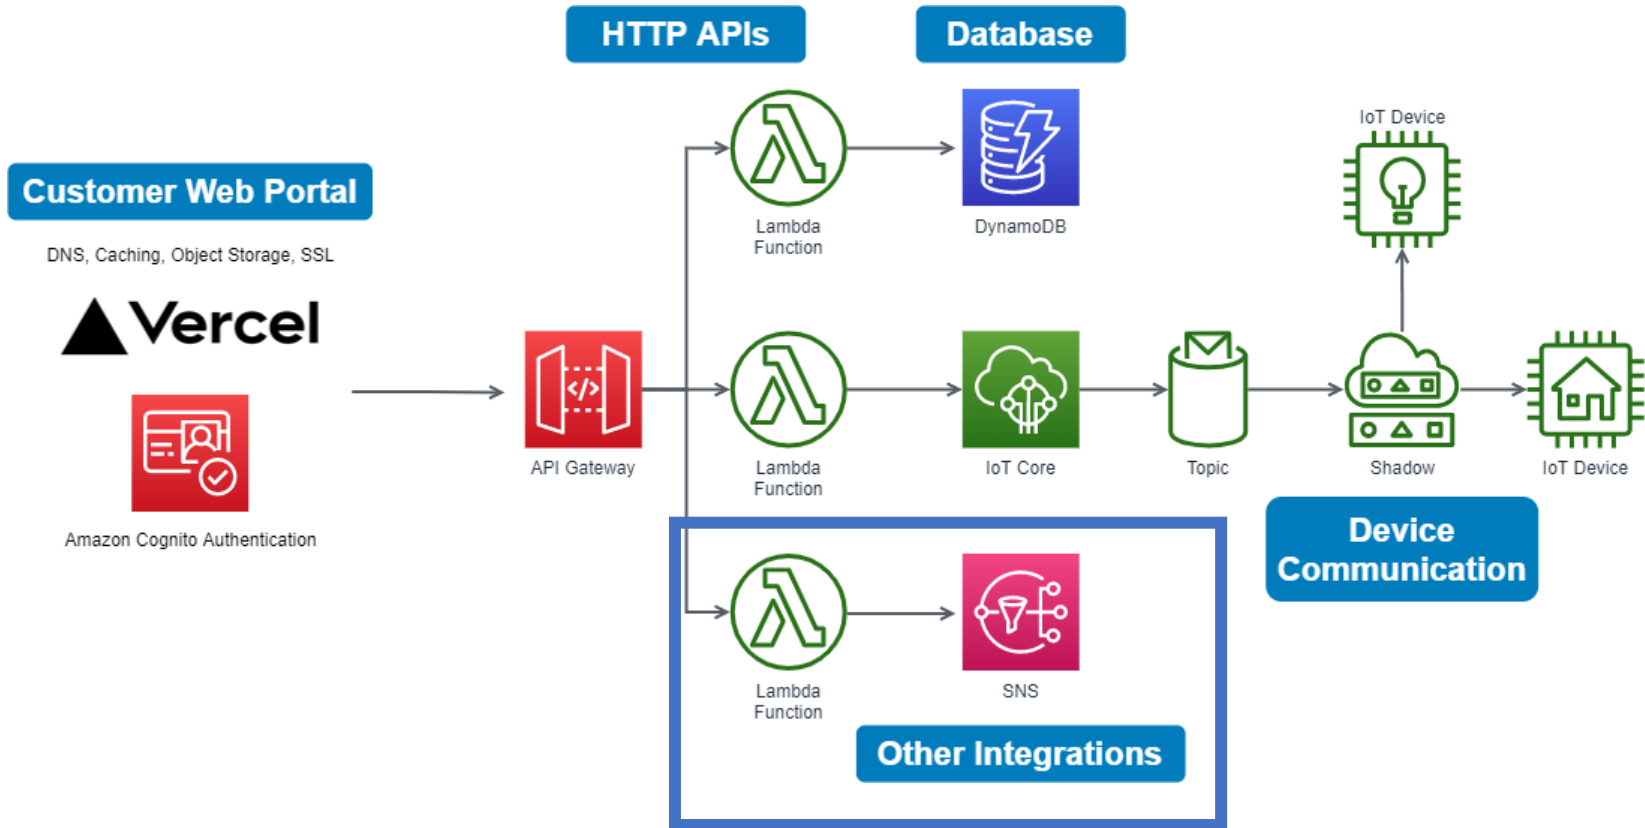 HTTP APIs
Database
Customer Web Portal
DNS, Caching, Object Storage, SSL
Vercel
Amazon Cognito Authentication
API Gateway
</>
Lambda
Function
DynamoDB
IoT Device
Lambda
Function
IoT Core
Topic
Shadow
IoT Device
Device
Communication
Lambda
Function
SNS
Other Integrations